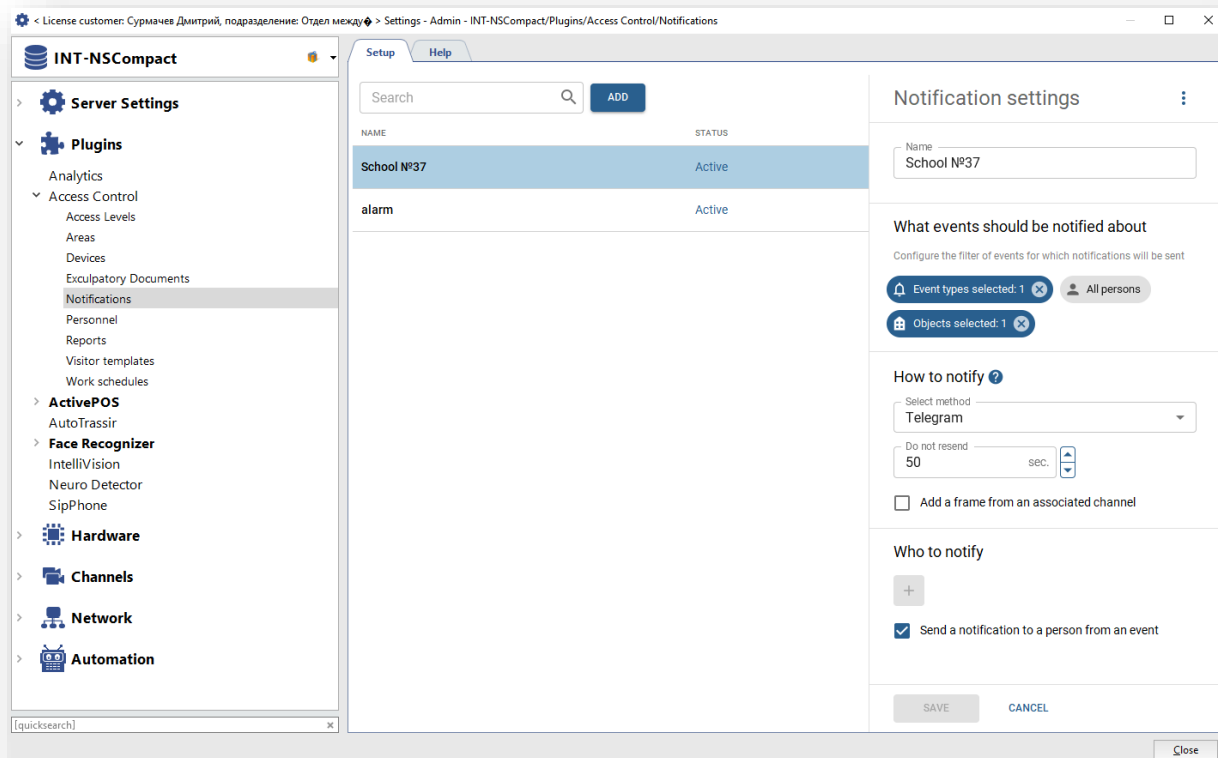 < License customer: Сурмачев Дмитрий, подразделение: Отдел между� > Settings - Admin - INT-NSCompact/Plugins/Access Control/Notifications
INT-NSCompact
Server Settings
Plugins
Analytics
Access Control
Access Levels
Areas
Devices
Exculpatory Documents
Notifications
Personnel
Reports
Visitor templates
Work schedules
ActivePOS
AutoTrassir
Face Recognizer
IntelliVision
Neuro Detector
SipPhone
Hardware
Channels
Network
Automation
[quicksearch]
Setup Help
Search ADD
NAME STATUS
School №37 Active
alarm Active
Notification settings
Name
School №37
What events should be notified about
Configure the filter of events for which notifications will be sent
Event types selected: 1 All persons
Objects selected: 1
How to notify ?
Select method
Telegram
Do not resend
50 sec.
Add a frame from an associated channel
Who to notify
+
Send a notification to a person from an event
SAVE CANCEL
Close